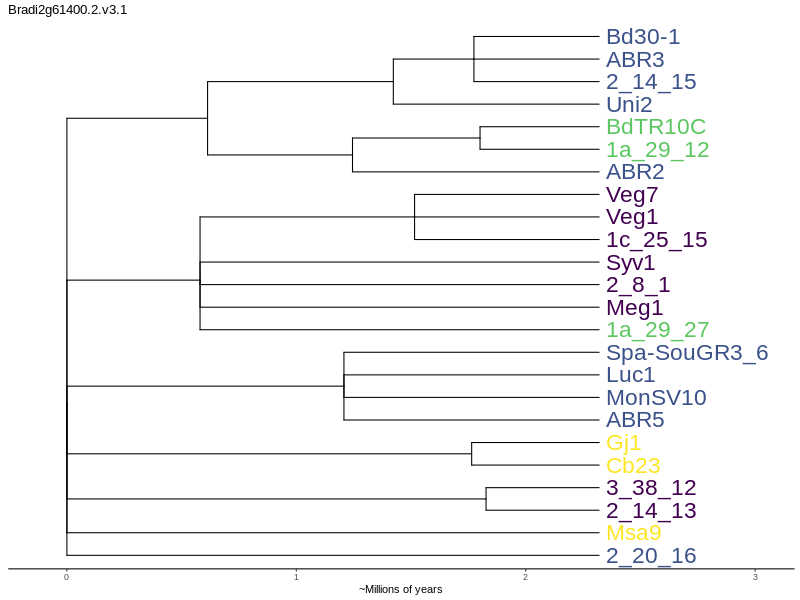 Bradi2g61400.2.v3.1
Bd30-1
ABR3
2_14_15
Uni2
BdTR10C
1a_29_12
ABR2
Veg7
Veg1
1c_25_15
Syv1
2_8_1
Meg1
1a_29_27
Spa-SouGR3_6
Luc1
MonSV10
ABR5
Gj1
Cb23
3_38_12
2_14_13
Msa9
2_20_16
0 1 2 3
~Millions of years